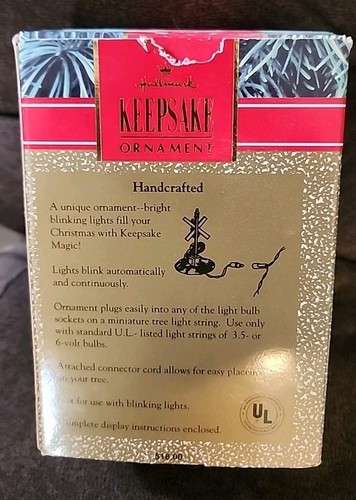 Hallmark
KEEPSAKE
ORNAMENT
Handcrafted
A unique ornament--bright
blinking lights fill your
Christmas with Keepsake
Magic!
Lights blink automatically
and continuously.
Ornament plugs easily into any of the light bulb
sockets on a miniature tree light string. Use only
with standard U.L.- listed light strings of 3.5- or
6-volt bulbs.
Attached connector cord allows for easy
your tree.
for use with blinking lights.
display instructions enclosed.
UL